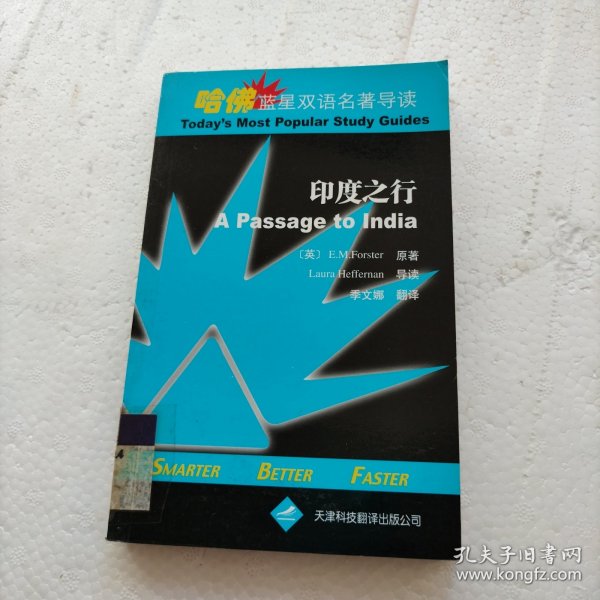 哈佛蓝星双语名著导读
Today's Most Popular Study Guides
印度之行
A Passage to India
〔英〕E.M.Forster 原著
Laura Heffernan 导读
季文娜 翻译
SMARTER BETTER FASTER
天津科技翻译出版公司
孔夫子旧书网
www.kongfz.com